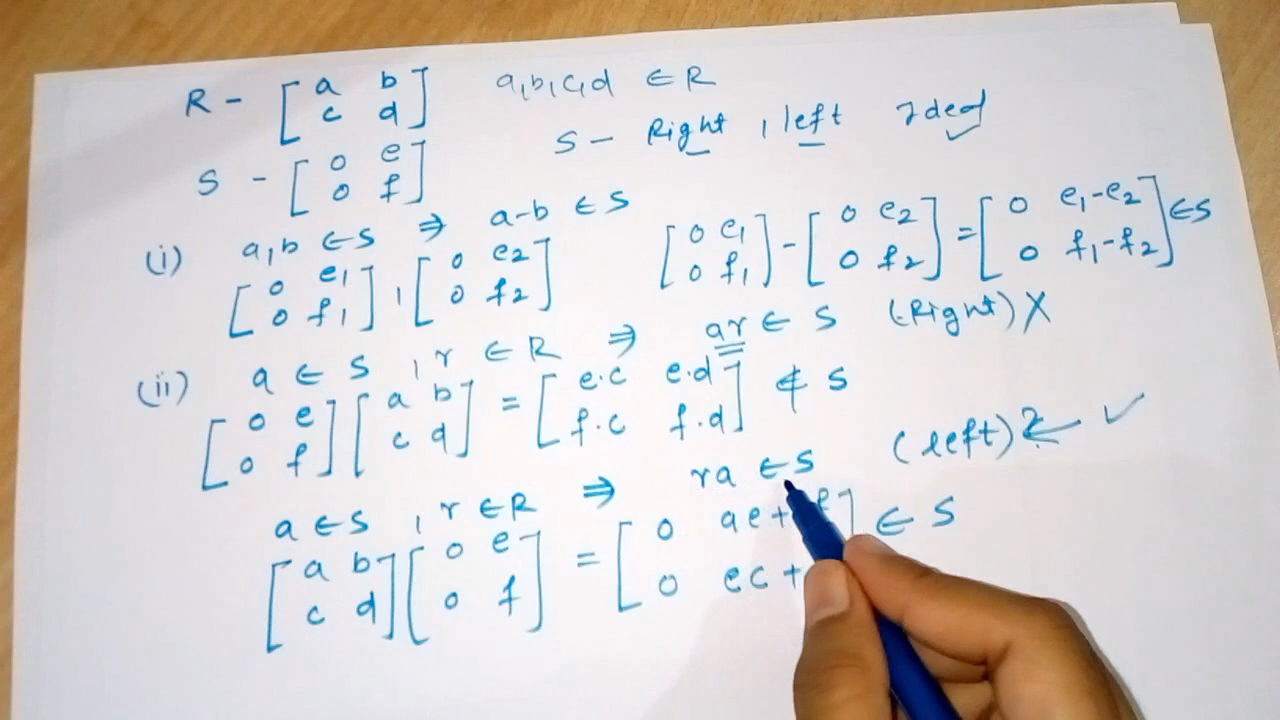 R - [a b; c d] a,b,c,d ∈ R
S - [0 e; 0 f] S - Right, left Ideal
(i) a,b ∈ S ⇒ a-b ∈ S
[0 e₁; 0 f₁], [0 e₂; 0 f₂] [0 e₁; 0 f₁] - [0 e₂; 0 f₂] = [0 e₁-e₂; 0 f₁-f₂] ∈ S
(ii) a ∈ S, r ∈ R ⇒ ar ∈ S (Right) X
[0 e; 0 f] [a b; c d] = [e.c e.d; f.c f.d] ∉ S
a ∈ S, r ∈ R ⇒ ra ∈ S (left) ✓
[a b; c d] [0 e; 0 f] = [0 ae+ f; 0 ec+ ] ∈ S